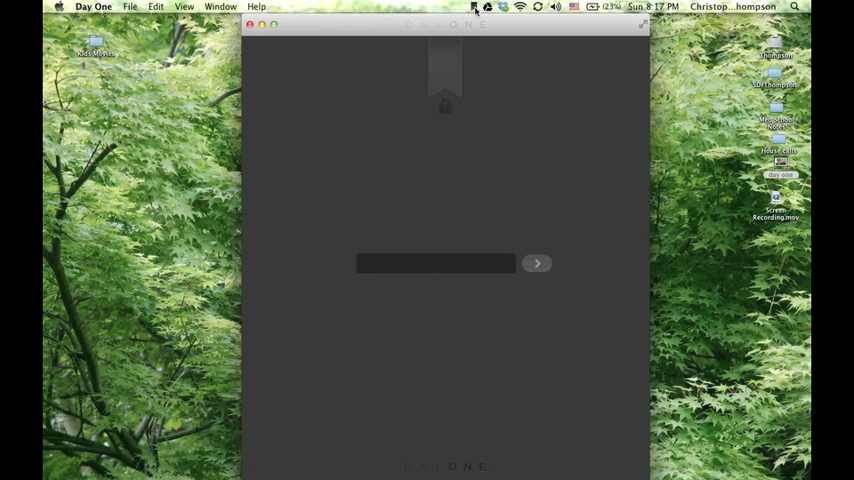 Day One File Edit View Window Help (23%) Sun 8:17 PM Christop...hompson
DAY ONE
Kids Movies
Thompson
SDrThompson
Med School
Notes
House calls
day one
Screen
Recording.mov
DAY ONE